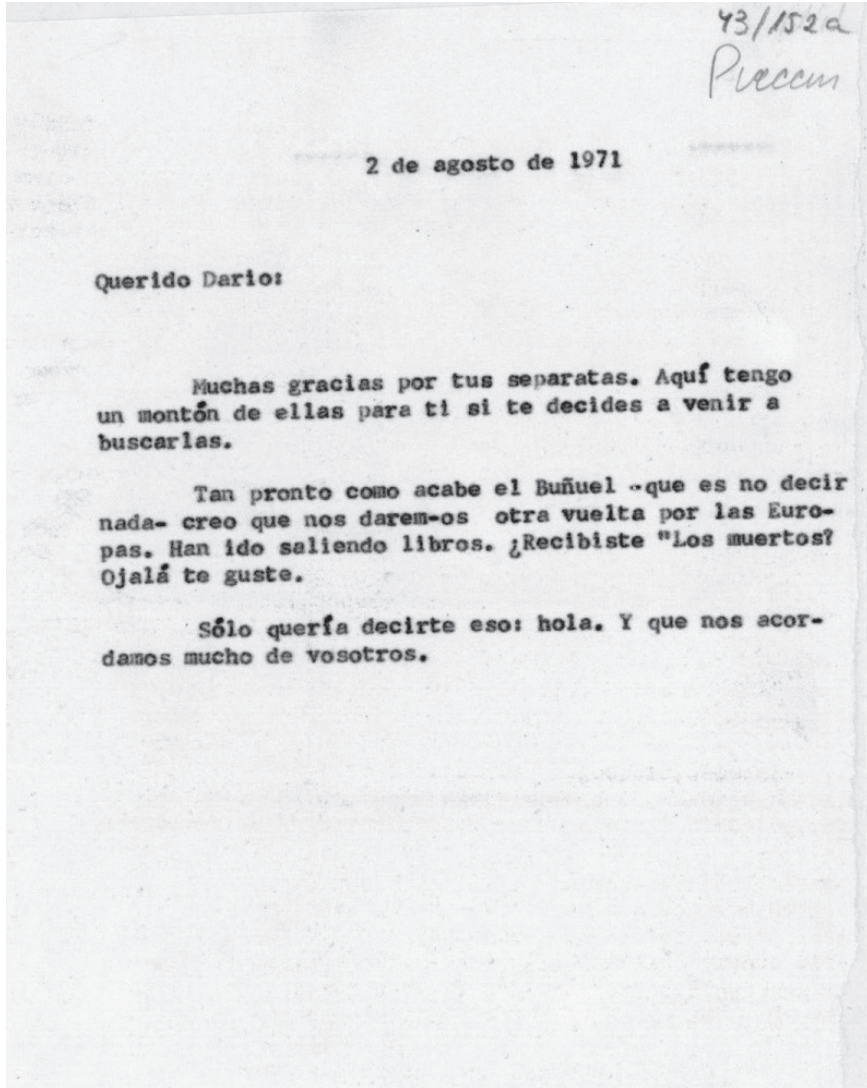 43/152a
Puccini
2 de agosto de 1971
Querido Dario:
Muchas gracias por tus separatas. Aquí tengo
un montón de ellas para ti si te decides a venir a
buscarlas.
Tan pronto como acabe el Buñuel -que es no decir
nada- creo que nos darem-os otra vuelta por las Euro-
pas. Han ido saliendo libros. ¿Recibiste "Los muertos?
Ojalá te guste.
Sólo quería decirte eso: hola. Y que nos acor-
damos mucho de vosotros.